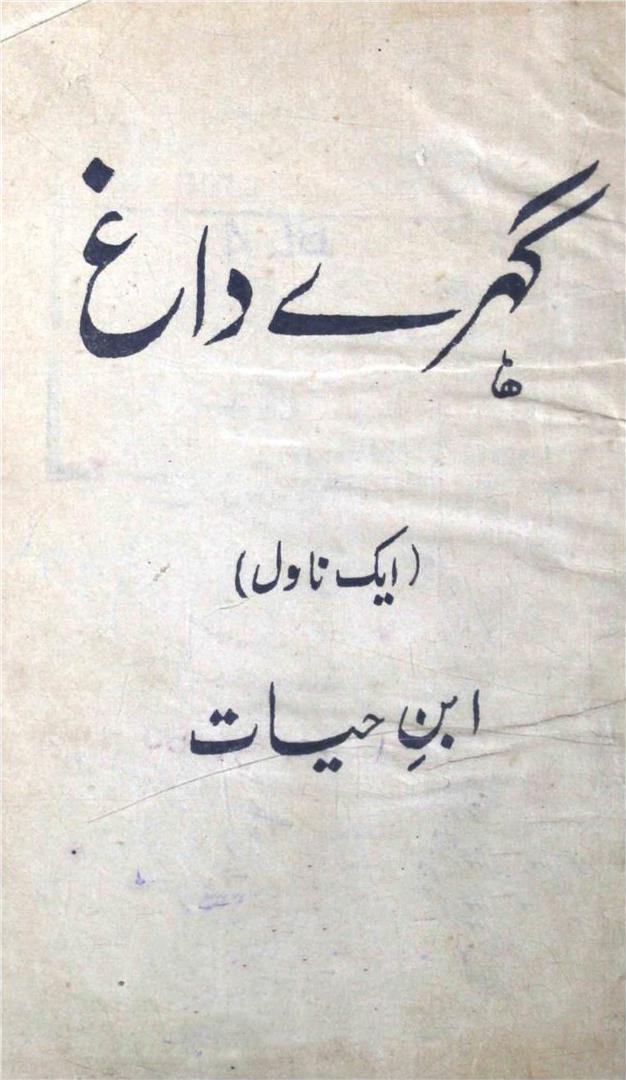 گہرے داغ
(ایک ناول)
ابنِ حیات